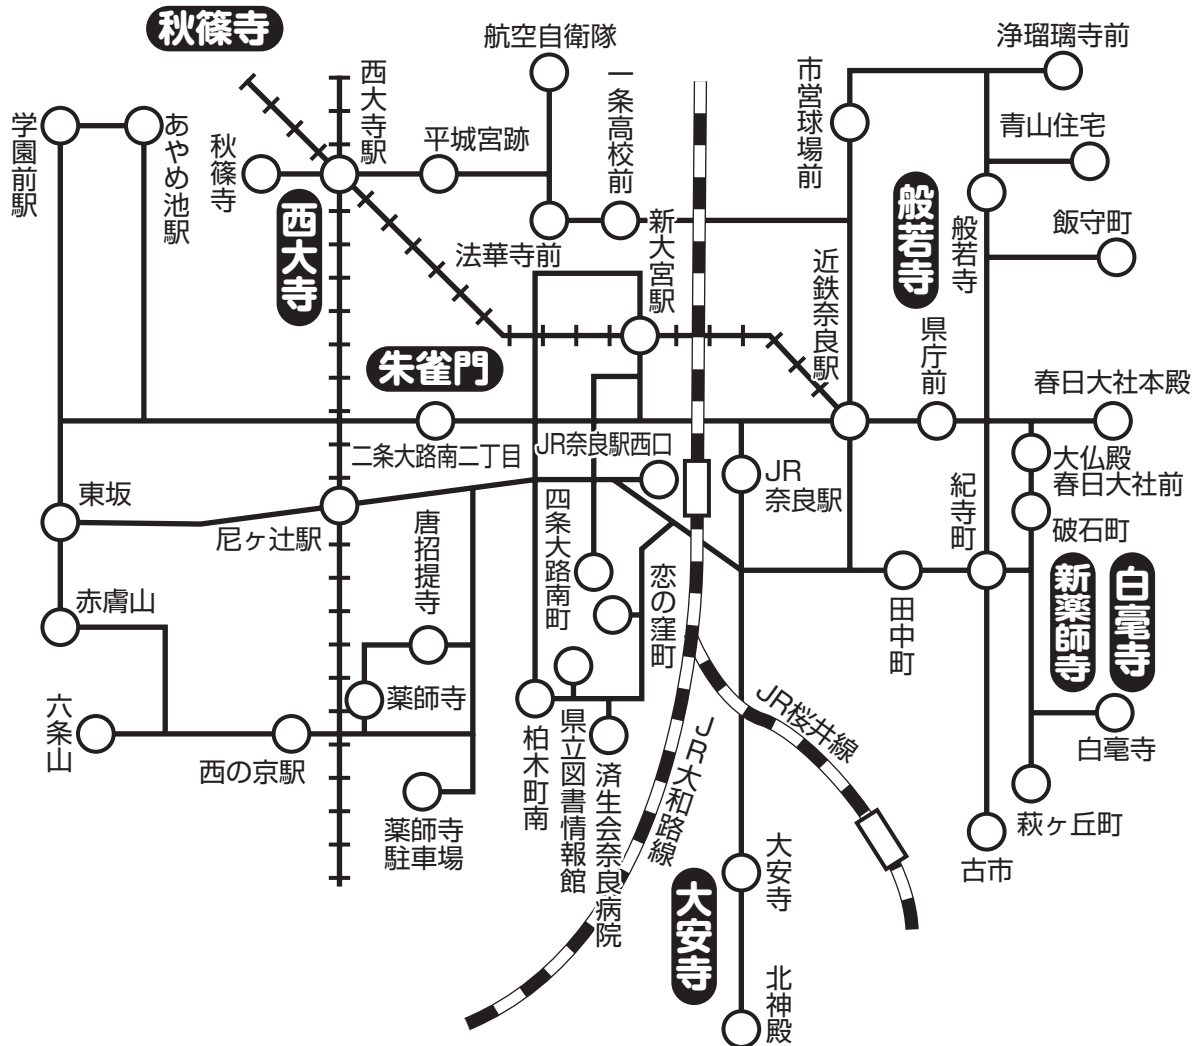 秋篠寺
航空自衛隊
浄瑠璃寺前
西大寺駅
一条高校前
市営球場前
学園前駅
あやめ池駅
秋篠寺
平城宮跡
青山住宅
西大寺
法華寺前
新大宮駅
般若寺
般若寺
飯守町
近鉄奈良駅
県庁前
朱雀門
春日大社本殿
二条大路南二丁目
JR奈良駅西口
JR
奈良駅
大仏殿
春日大社前
東坂
尼ヶ辻駅
唐招提寺
四条大路南町
紀寺町
破石町
恋の窪町
田中町
新薬師寺
白毫寺
赤膚山
薬師寺
六条山
西の京駅
柏木町南
県立図書情報館
済生会奈良病院
JR大和路線
JR桜井線
白毫寺
萩ヶ丘町
古市
薬師寺
駐車場
大安寺
大安寺
北神殿